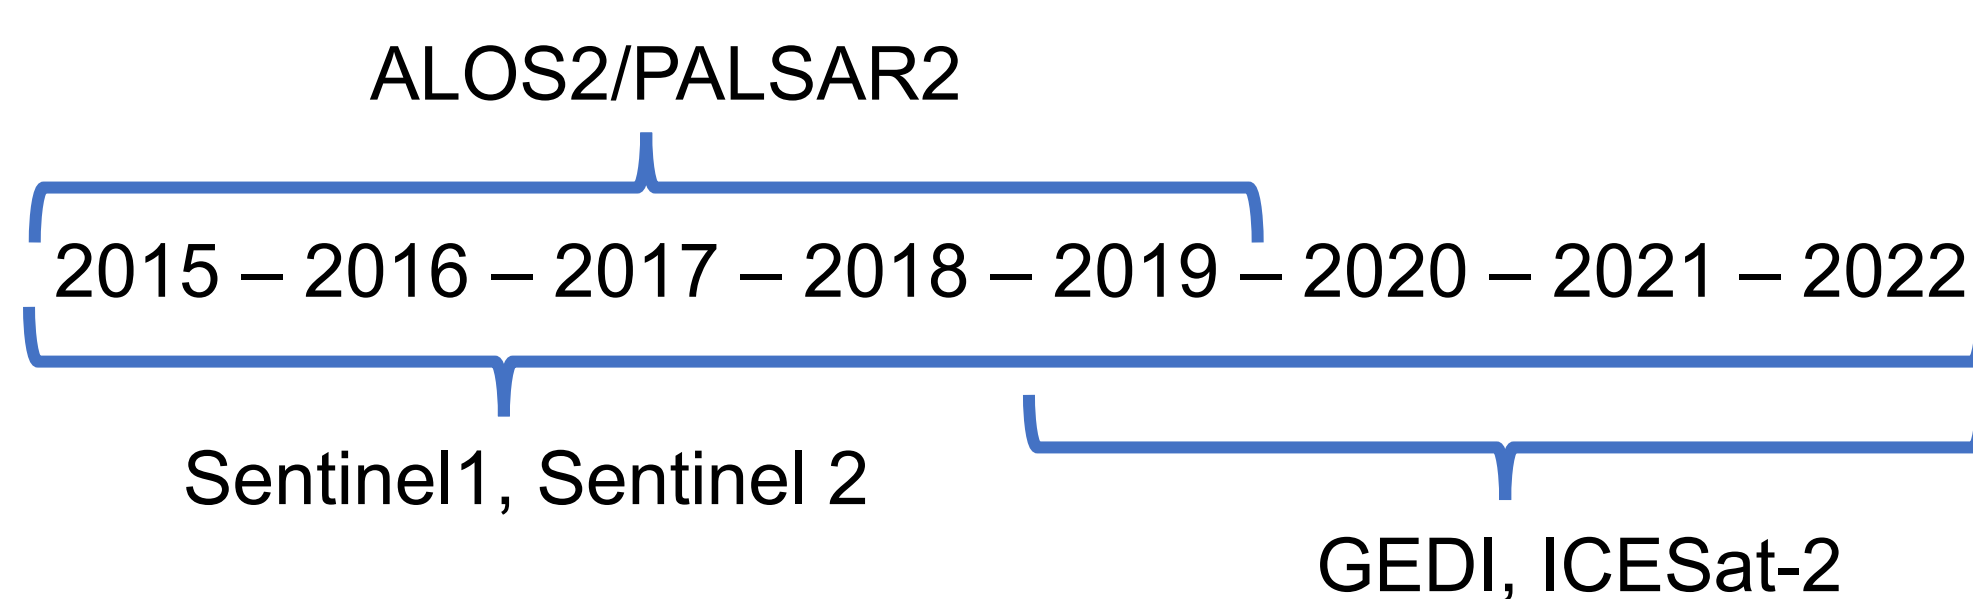 ALOS2/PALSAR2
2015 – 2016 – 2017 – 2018 – 2019 – 2020 – 2021 – 2022
Sentinel1, Sentinel 2
GEDI, ICESat-2